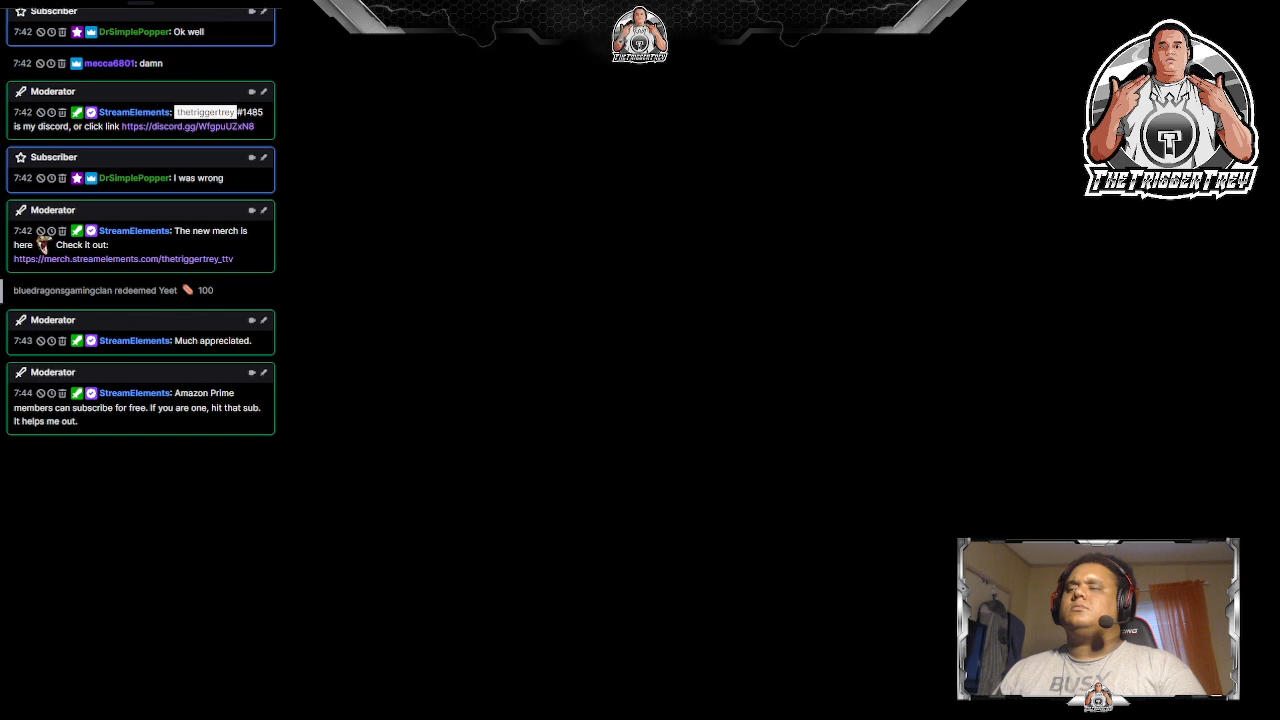 Subscriber
7:42 DrSimplePopper: Ok well
7:42 mecca6801: damn
Moderator
7:42 StreamElements: thetriggertrey #1485
is my discord, or click link https://discord.gg/WfgpuUZxN8
Subscriber
7:42 DrSimplePopper: I was wrong
Moderator
7:42 StreamElements: The new merch is
here Check it out:
https://merch.streamelements.com/thetriggertrey_ttv
bluedragonsgamingclan redeemed Yeet 100
Moderator
7:43 StreamElements: Much appreciated.
Moderator
7:44 StreamElements: Amazon Prime
members can subscribe for free. If you are one, hit that sub.
It helps me out.
THETRIGGERTREY
T
THETRIGGERTREY
BUSY